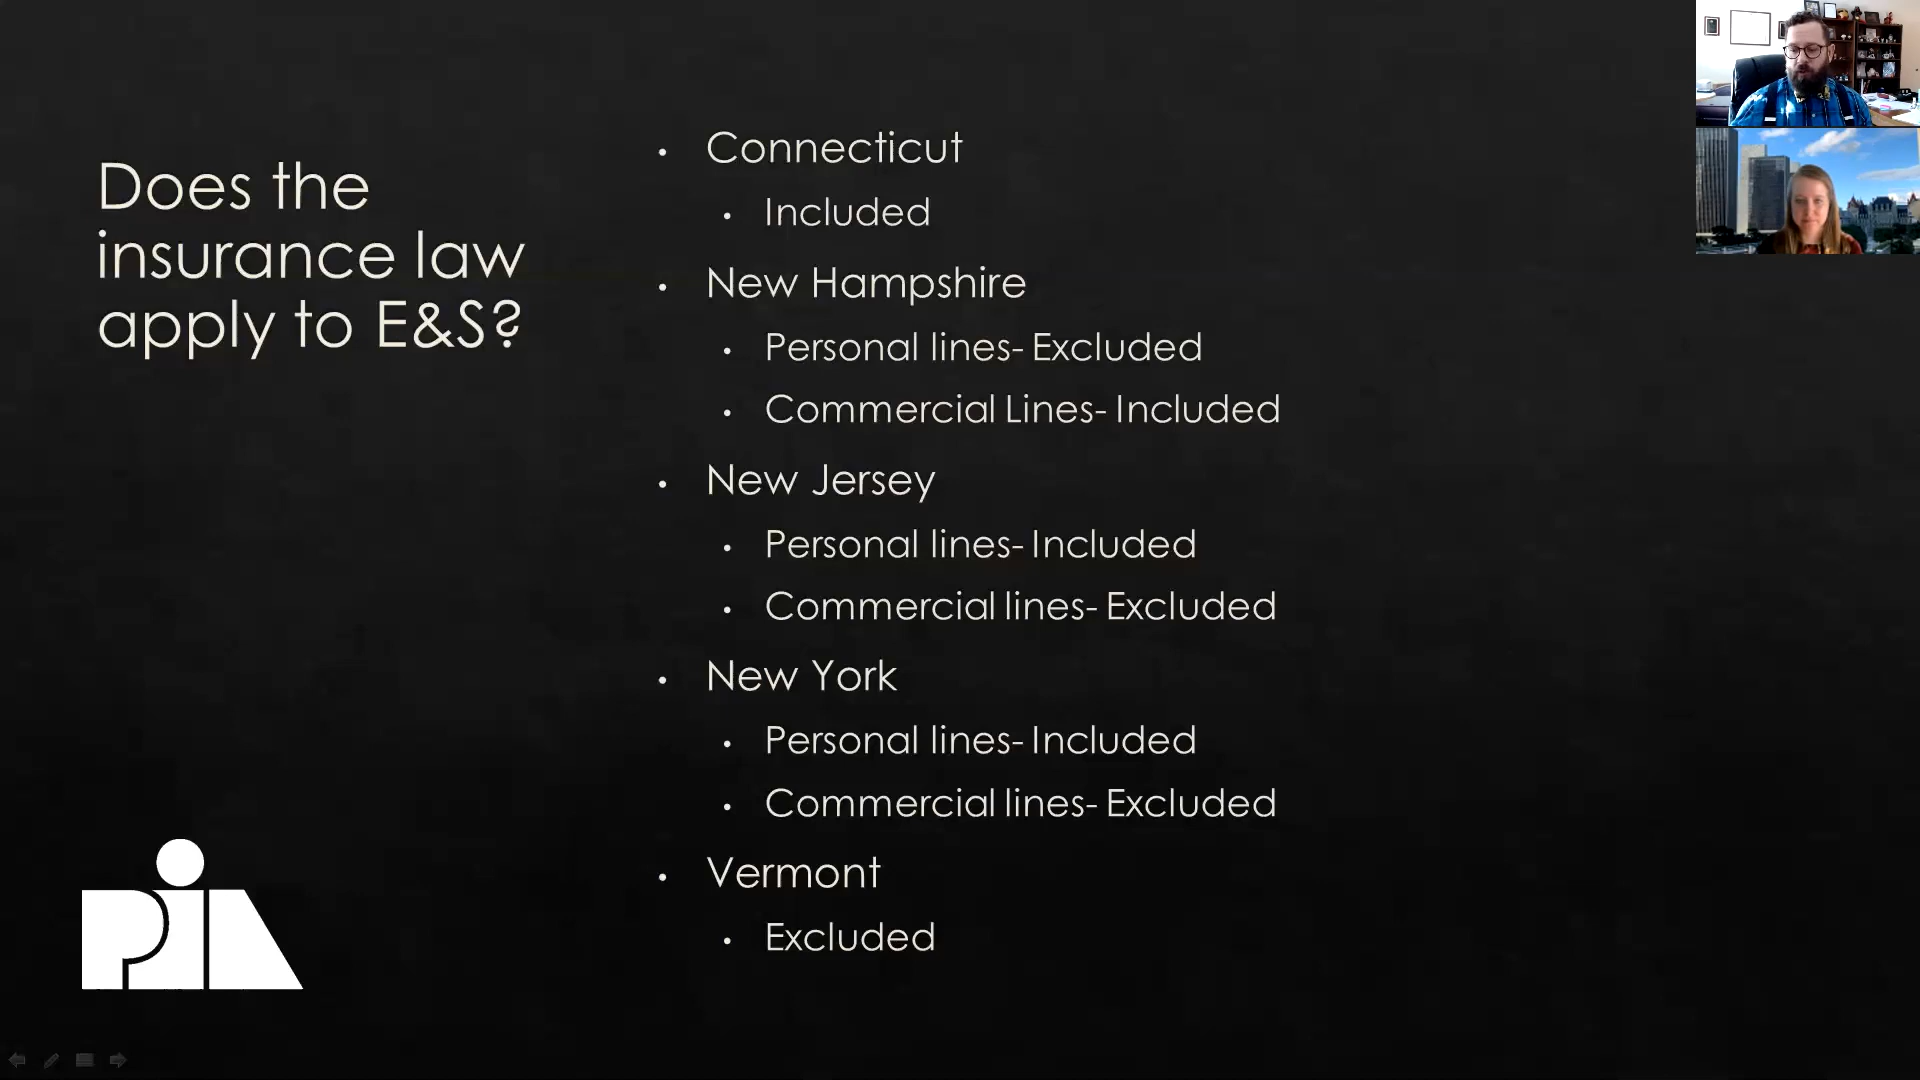 Does the
insurance law
apply to E&S?
• Connecticut
• Included
• New Hampshire
• Personal lines- Excluded
• Commercial Lines- Included
• New Jersey
• Personal lines- Included
• Commercial lines- Excluded
• New York
• Personal lines- Included
• Commercial lines- Excluded
• Vermont
• Excluded
PIA